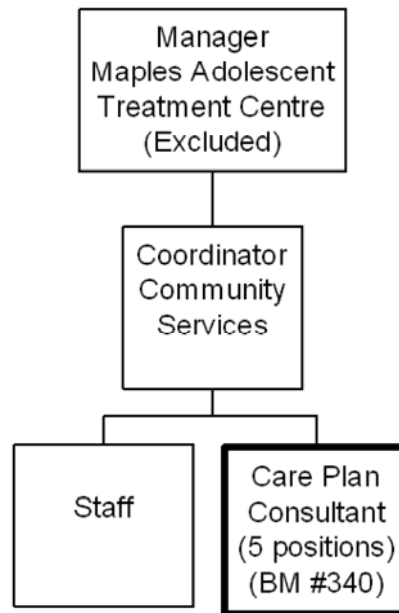 Manager
Maples Adolescent
Treatment Centre
(Excluded)
Coordinator
Community
Services
Staff
Care Plan
Consultant
(5 positions)
(BM #340)